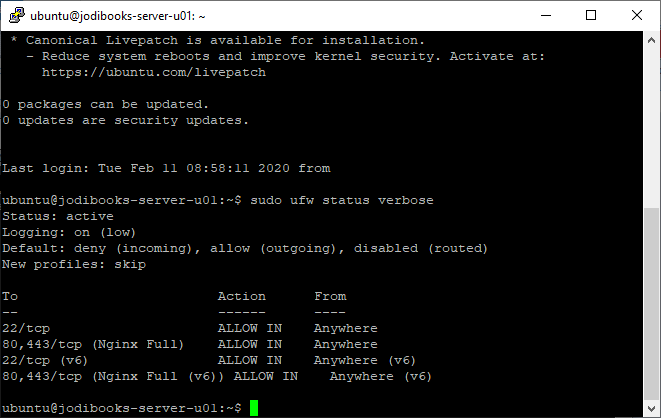 ubuntu@jodibooks-server-u01: ~
* Canonical Livepatch is available for installation.
- Reduce system reboots and improve kernel security. Activate at:
https://ubuntu.com/livepatch
0 packages can be updated.
0 updates are security updates.
Last login: Tue Feb 11 08:58:11 2020 from
ubuntu@jodibooks-server-u01:~$ sudo ufw status verbose
Status: active
Logging: on (low)
Default: deny (incoming), allow (outgoing), disabled (routed)
New profiles: skip
To                         Action      From
--                         ------      ----
22/tcp                     ALLOW IN    Anywhere
80,443/tcp (Nginx Full)    ALLOW IN    Anywhere
22/tcp (v6)                ALLOW IN    Anywhere (v6)
80,443/tcp (Nginx Full (v6)) ALLOW IN    Anywhere (v6)
ubuntu@jodibooks-server-u01:~$